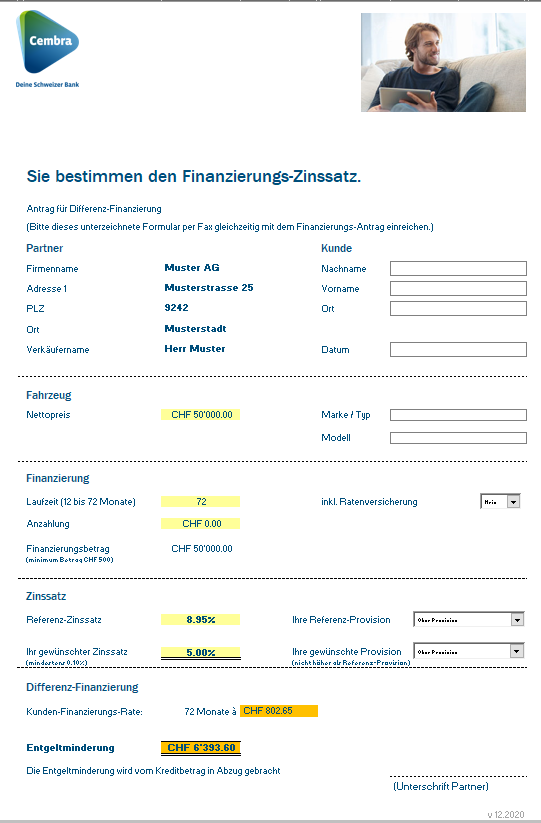 Cembra
Deine Schweizer Bank
Sie bestimmen den Finanzierungs-Zinssatz.
Antrag für Differenz-Finanzierung
(Bitte dieses unterzeichnete Formular per Fax gleichzeitig mit dem Finanzierungs-Antrag einreichen.)
Partner Kunde
Firmenname Muster AG Nachname
Adresse 1 Musterstrasse 25 Vorname
PLZ 9242 Ort
Ort Musterstadt
Verkäufername Herr Muster Datum
Fahrzeug
Nettopreis CHF 50'000.00 Marke / Typ
Modell
Finanzierung
Laufzeit (12 bis 72 Monate) 72 inkl. Ratenversicherung Nein
Anzahlung CHF 0.00
Finanzierungsbetrag CHF 50'000.00
(minimum Betrag CHF 500)
Zinssatz
Referenz-Zinssatz 8.95% Ihre Referenz-Provision Ohne Provision
Ihr gewünschter Zinssatz 5.00% Ihre gewünschte Provision Ohne Provision
(mindestens 0.10%) (nicht höher als Referenz-Provision)
Differenz-Finanzierung
Kunden-Finanzierungs-Rate: 72 Monate à CHF 802.65
Entgeltminderung CHF 6'393.60
Die Entgeltminderung wird vom Kreditbetrag in Abzug gebracht
(Unterschrift Partner)
v 12.2020